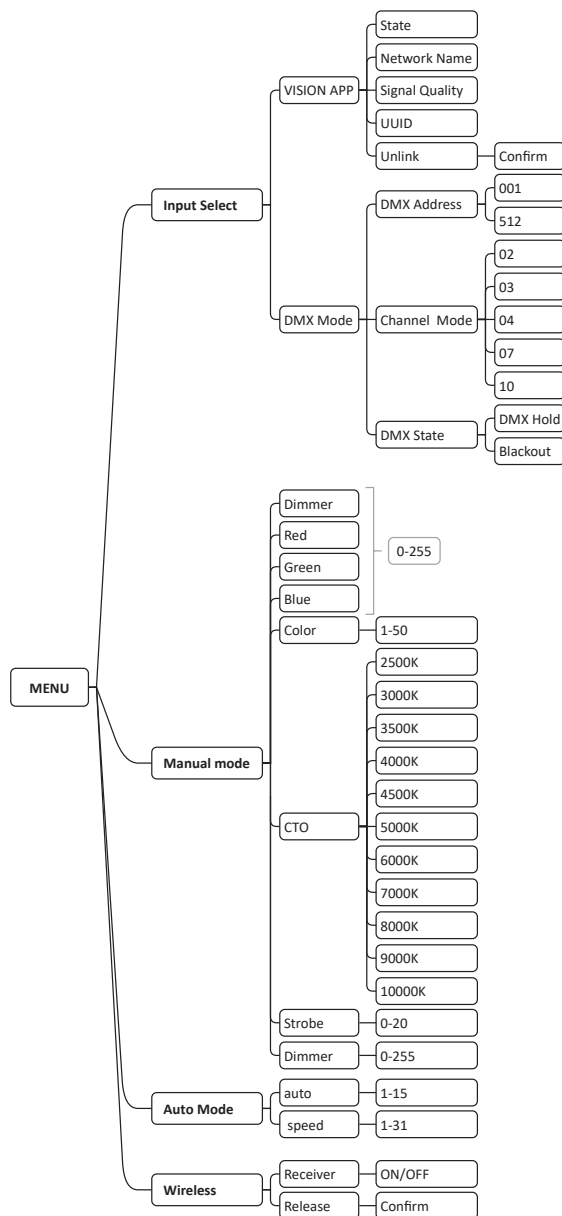 MENU
Input Select
VISION APP
State
Network Name
Signal Quality
UUID
Unlink
Confirm
DMX Mode
DMX Address
001
512
Channel  Mode
02
03
04
07
10
DMX State
DMX Hold
Blackout
Manual mode
Dimmer
Red
Green
Blue
0-255
Color
1-50
CTO
2500K
3000K
3500K
4000K
4500K
5000K
6000K
7000K
8000K
9000K
10000K
Strobe
0-20
Dimmer
0-255
Auto Mode
auto
1-15
speed
1-31
Wireless
Receiver
ON/OFF
Release
Confirm